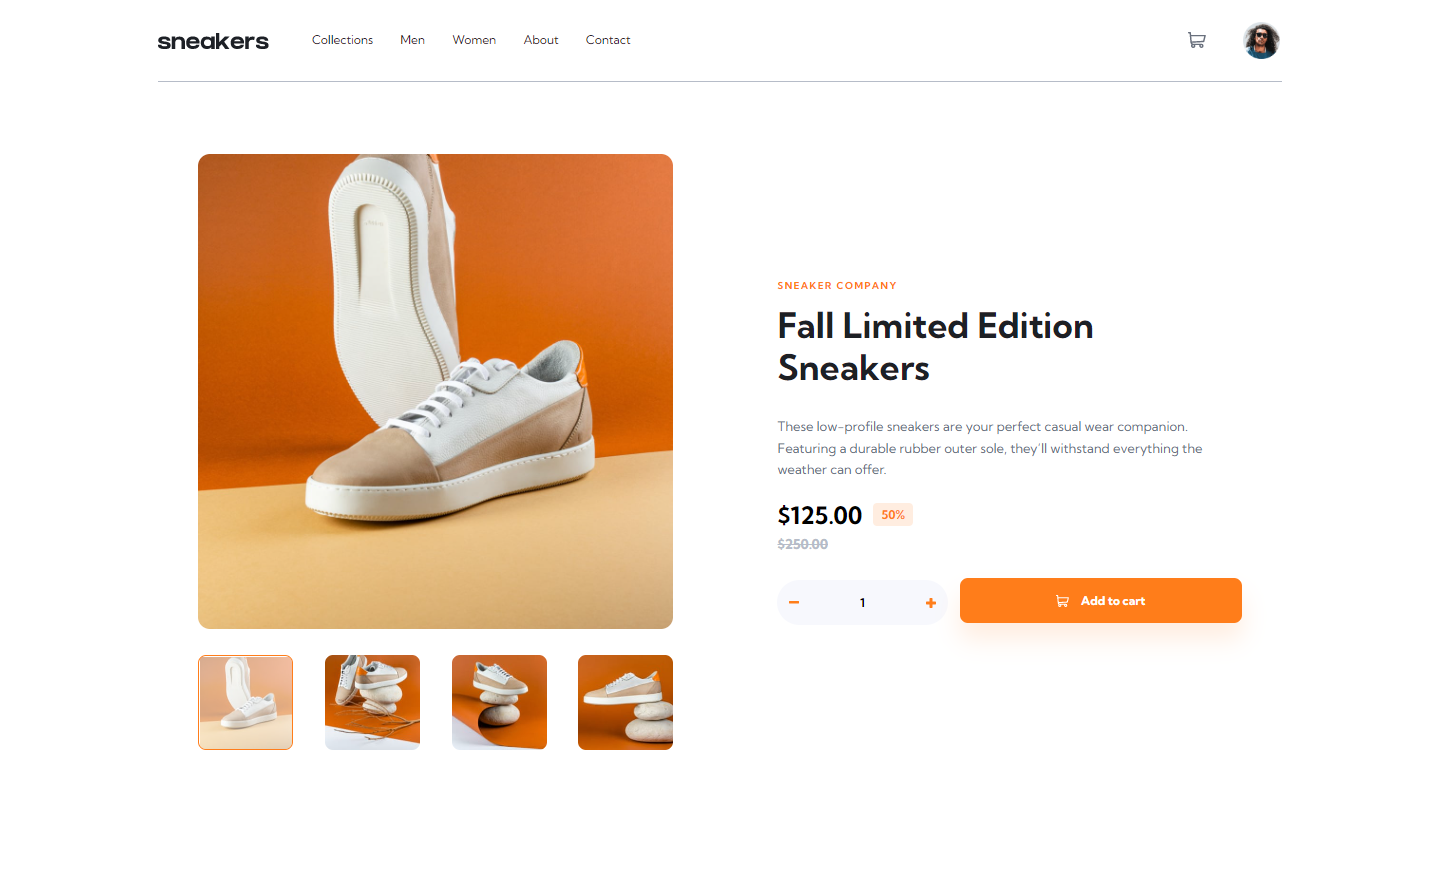 sneakers
Collections
Men
Women
About
Contact
SNEAKER COMPANY
Fall Limited Edition
Sneakers
These low-profile sneakers are your perfect casual wear companion.
Featuring a durable rubber outer sole, they'll withstand everything the
weather can offer.
$125.00 50%
$250.00
1
Add to cart